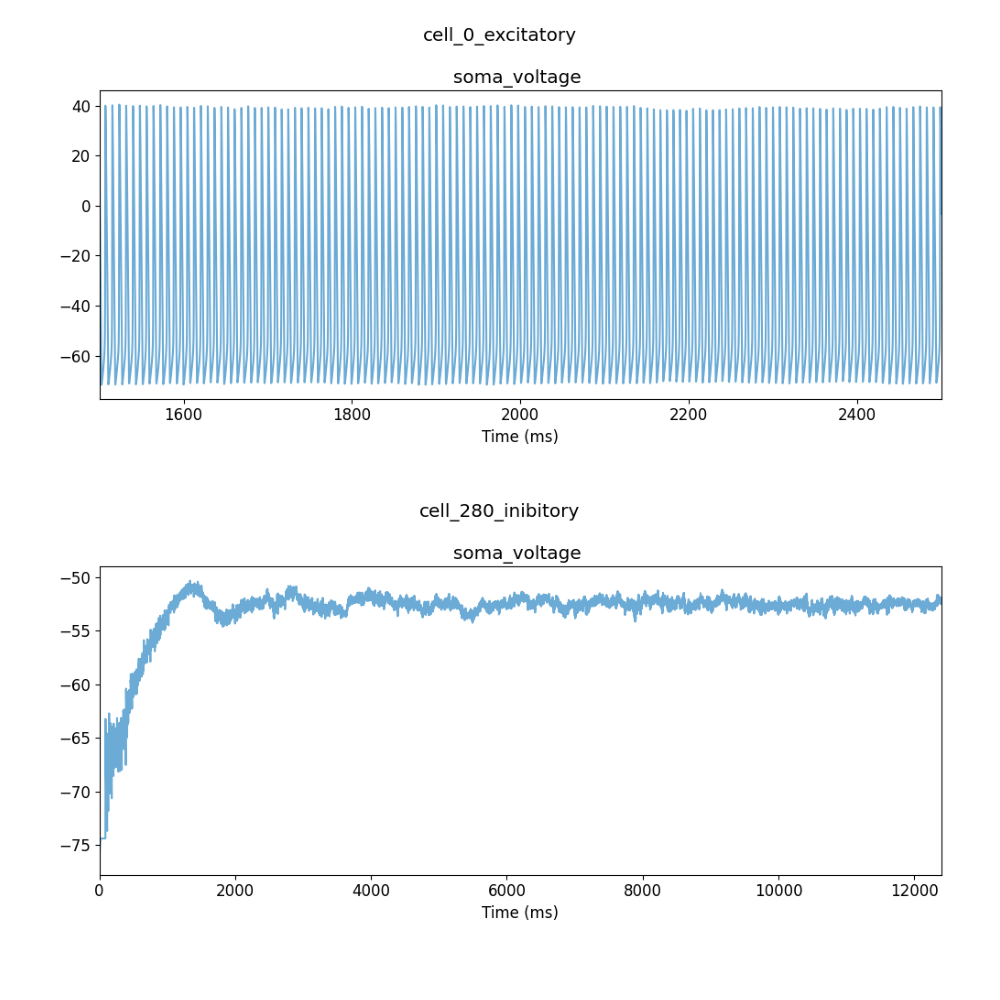 cell_0_excitatory
soma_voltage
40
20
0
−20
−40
−60
1600 1800 2000 2200 2400
Time (ms)
cell_280_inibitory
soma_voltage
−50
−55
−60
−65
−70
−75
0 2000 4000 6000 8000 10000 12000
Time (ms)